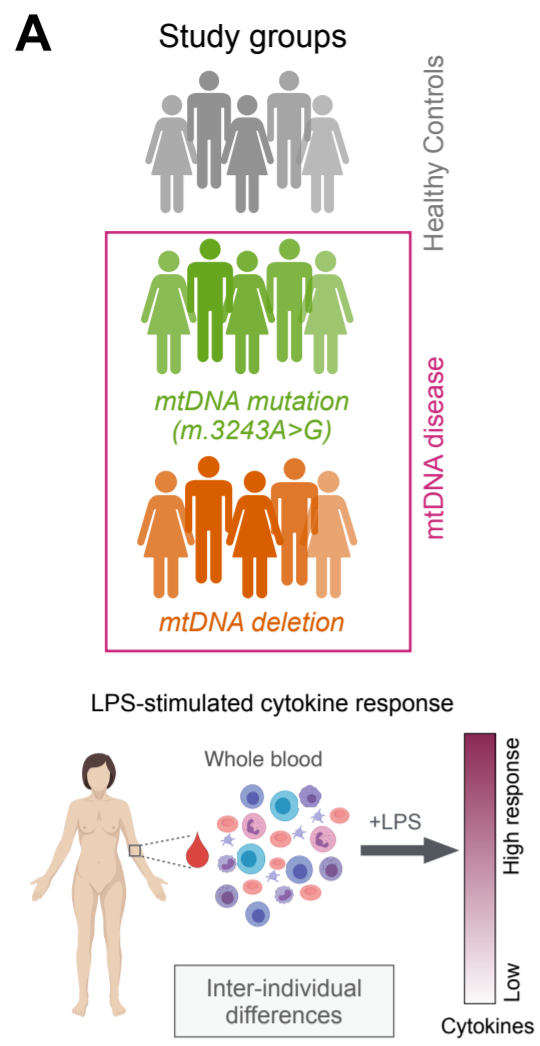 A
Study groups
Healthy Controls
mtDNA mutation
(m.3243A>G)
mtDNA deletion
mtDNA disease
LPS-stimulated cytokine response
Whole blood
+LPS
High response
Low
Cytokines
Inter-individual
differences